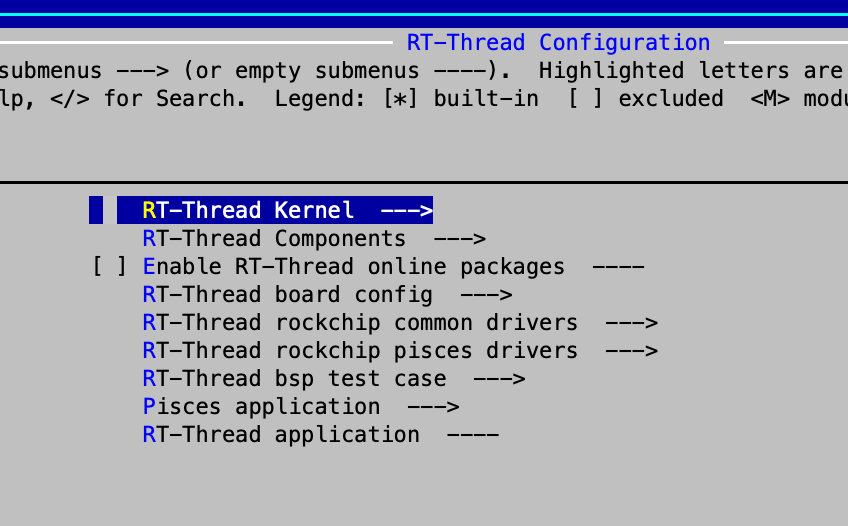 RT-Thread Configuration
submenus ---> (or empty submenus ----).  Highlighted letters are
lp, </> for Search.  Legend: [*] built-in  [ ] excluded  <M> modu
RT-Thread Kernel  --->
RT-Thread Components  --->
[ ] Enable RT-Thread online packages  ----
RT-Thread board config  --->
RT-Thread rockchip common drivers  --->
RT-Thread rockchip pisces drivers  --->
RT-Thread bsp test case  --->
Pisces application  --->
RT-Thread application  ----